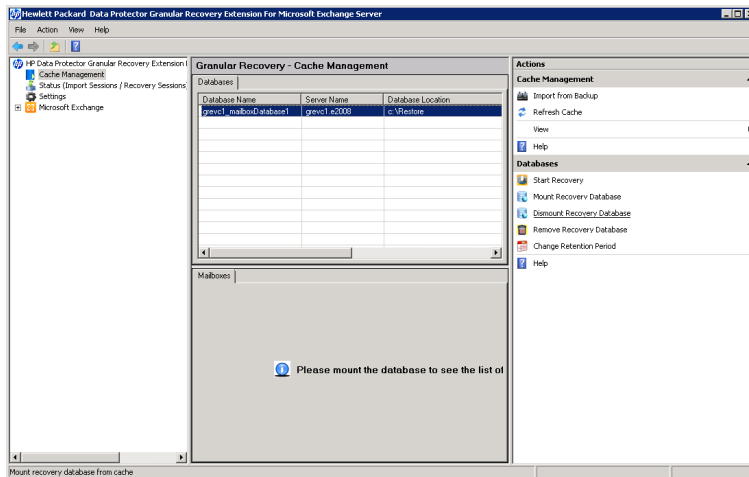 Hewlett Packard Data Protector Granular Recovery Extension For Microsoft Exchange Server
File Action View Help
HP Data Protector Granular Recovery Extension
Cache Management
Status (Import Sessions / Recovery Sessions
Settings
Microsoft Exchange
Granular Recovery - Cache Management
Databases
Database Name Server Name Database Location
grevc1_mailboxDatabase1 grevc1.e2008 c:\Restore
Mailboxes
Please mount the database to see the list of
Actions
Cache Management
Import from Backup
Refresh Cache
View
Help
Databases
Start Recovery
Mount Recovery Database
Dismount Recovery Database
Remove Recovery Database
Change Retention Period
Help
Mount recovery database from cache